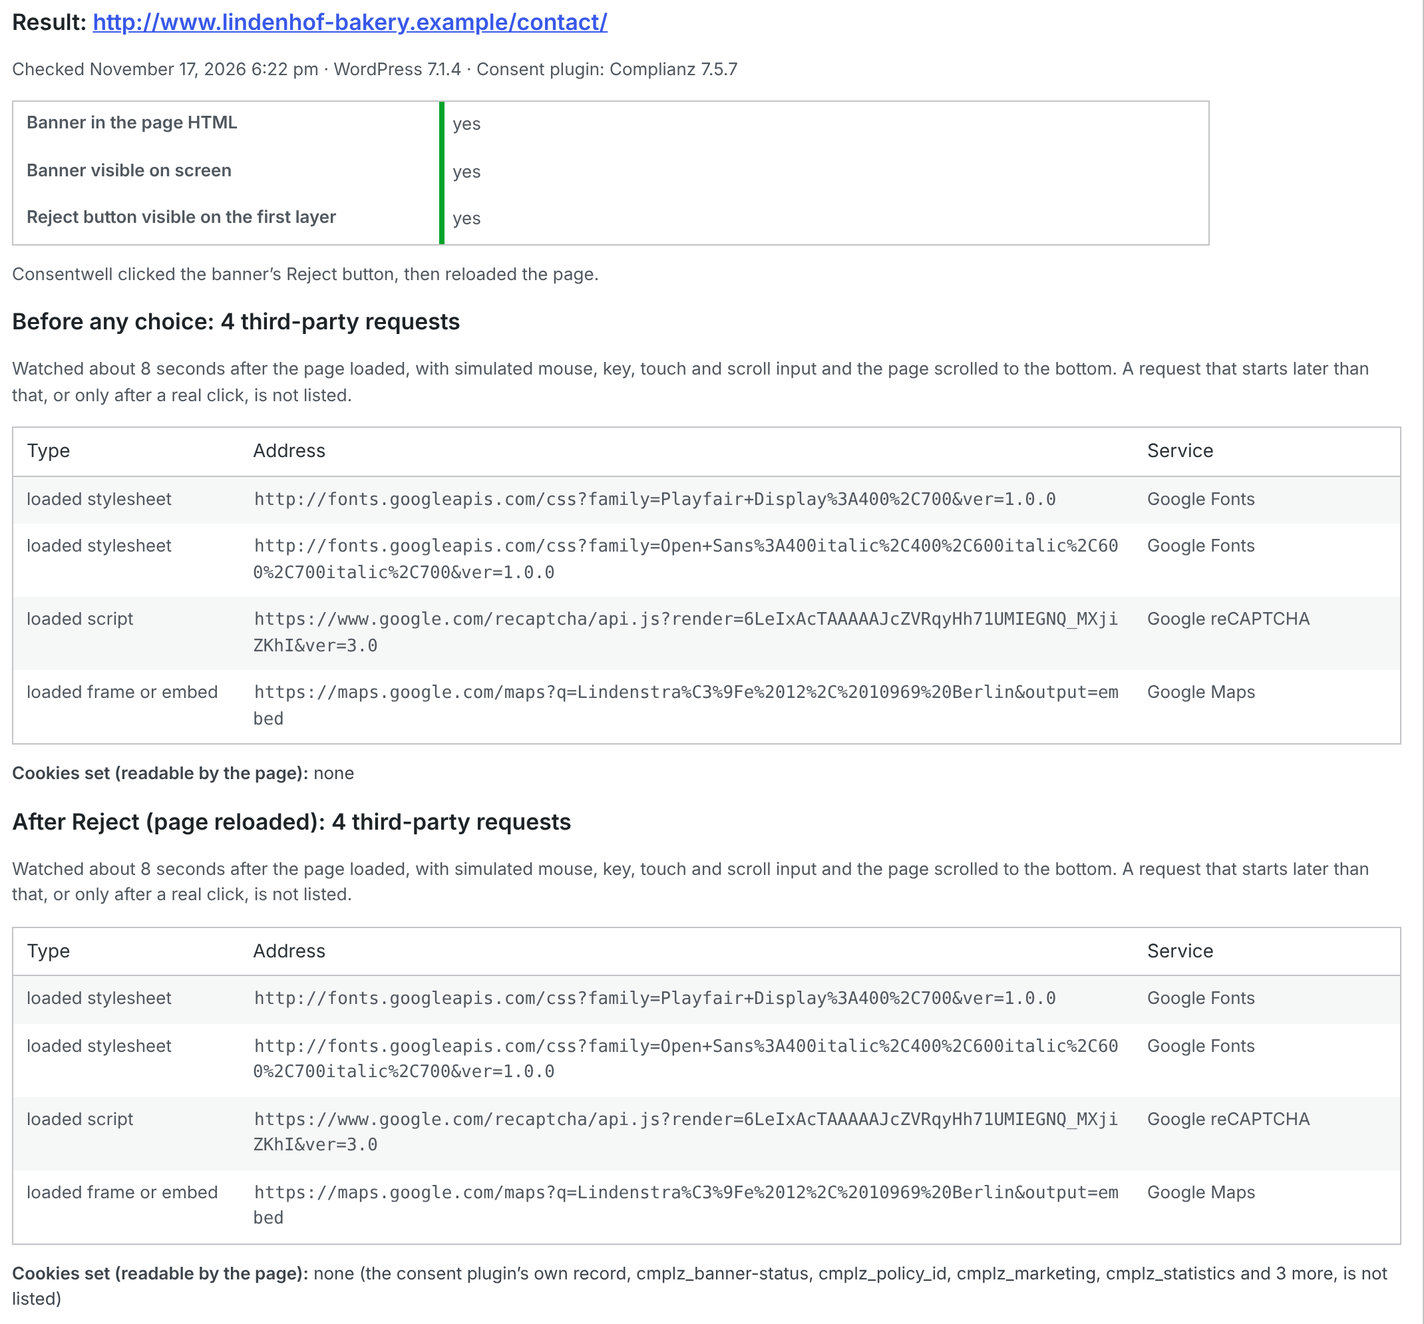 Result: http://www.lindenhof-bakery.example/contact/
Checked November 17, 2026 6:22 pm · WordPress 7.1.4 · Consent plugin: Complianz 7.5.7
Banner in the page HTML yes
Banner visible on screen yes
Reject button visible on the first layer yes
Consentwell clicked the banner’s Reject button, then reloaded the page.
Before any choice: 4 third-party requests
Watched about 8 seconds after the page loaded, with simulated mouse, key, touch and scroll input and the page scrolled to the bottom. A request that starts later than
that, or only after a real click, is not listed.
Type Address Service
loaded stylesheet http://fonts.googleapis.com/css?family=Playfair+Display%3A400%2C700&ver=1.0.0 Google Fonts
loaded stylesheet http://fonts.googleapis.com/css?family=Open+Sans%3A400italic%2C400%2C600italic%2C60 Google Fonts
0%2C700italic%2C700&ver=1.0.0
loaded script https://www.google.com/recaptcha/api.js?render=6LeIxAcTAAAAAJcZVRqyHh71UMIEGNQ_MXji Google reCAPTCHA
ZKhI&ver=3.0
loaded frame or embed https://maps.google.com/maps?q=Lindenstra%C3%9Fe%2012%2C%2010969%20Berlin&output=em Google Maps
bed
Cookies set (readable by the page): none
After Reject (page reloaded): 4 third-party requests
Watched about 8 seconds after the page loaded, with simulated mouse, key, touch and scroll input and the page scrolled to the bottom. A request that starts later than
that, or only after a real click, is not listed.
Type Address Service
loaded stylesheet http://fonts.googleapis.com/css?family=Playfair+Display%3A400%2C700&ver=1.0.0 Google Fonts
loaded stylesheet http://fonts.googleapis.com/css?family=Open+Sans%3A400italic%2C400%2C600italic%2C60 Google Fonts
0%2C700italic%2C700&ver=1.0.0
loaded script https://www.google.com/recaptcha/api.js?render=6LeIxAcTAAAAAJcZVRqyHh71UMIEGNQ_MXji Google reCAPTCHA
ZKhI&ver=3.0
loaded frame or embed https://maps.google.com/maps?q=Lindenstra%C3%9Fe%2012%2C%2010969%20Berlin&output=em Google Maps
bed
Cookies set (readable by the page): none (the consent plugin’s own record, cmplz_banner-status, cmplz_policy_id, cmplz_marketing, cmplz_statistics and 3 more, is not
listed)